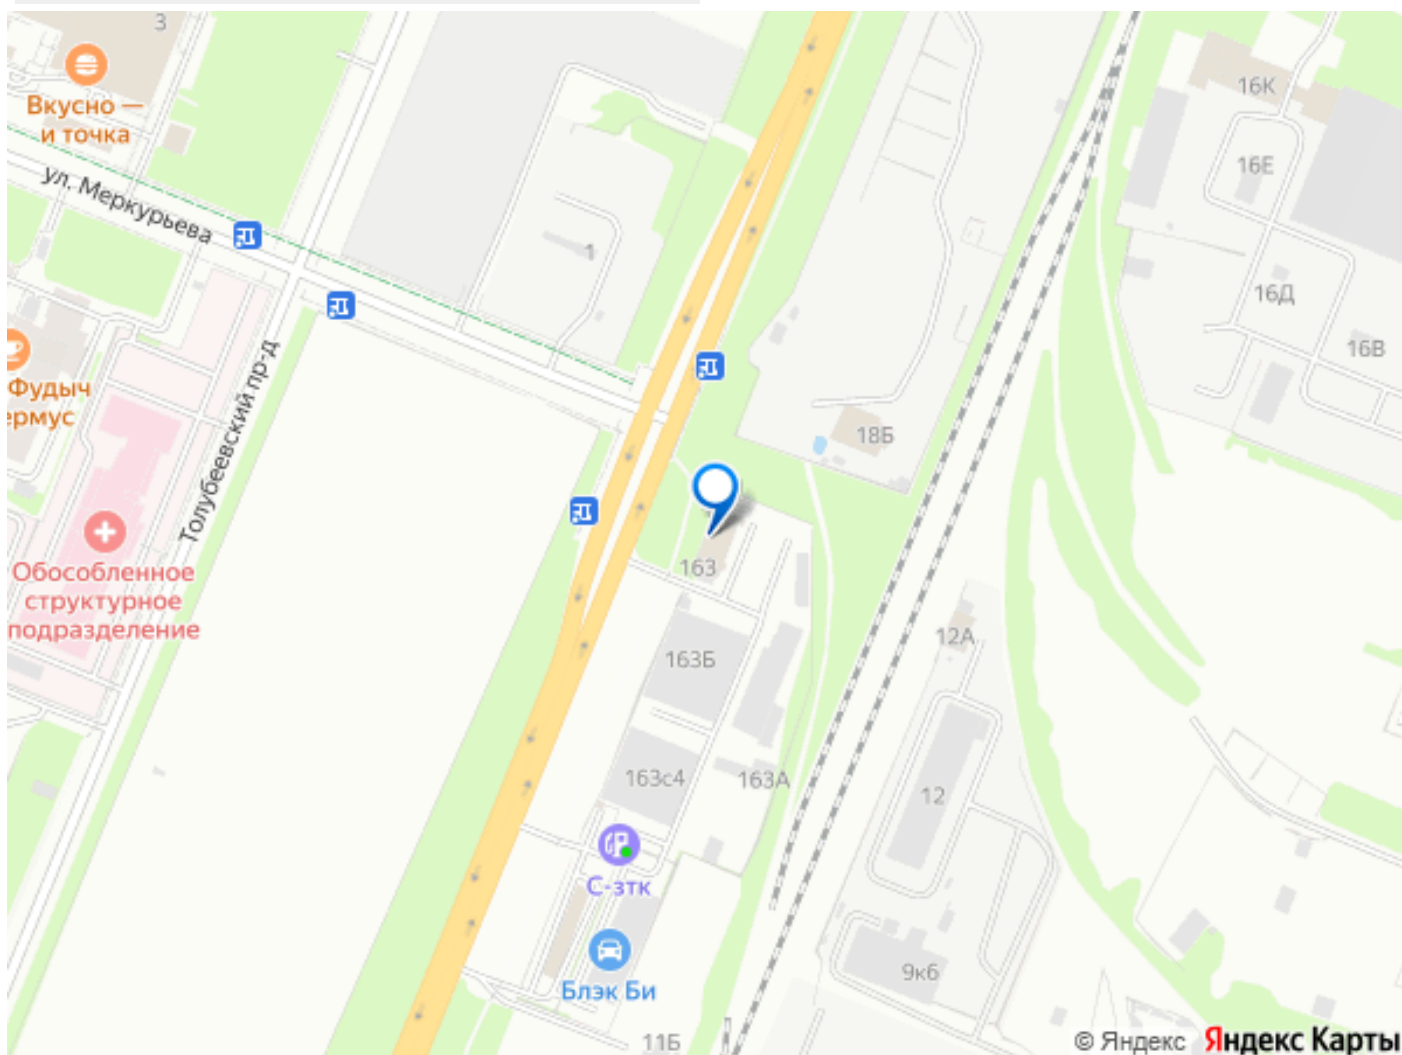 3
Вкусно —
и точка
ул. Меркурьева
1
16К
16Е
16Д
16В
Фудыч
ермус
Толубеевский пр-д
18Б
Обособленное
структурное
подразделение
163
12А
163Б
163с4
163А
12
С-зтк
Блэк Би
9к6
11Б
© Яндекс Яндекс Карты